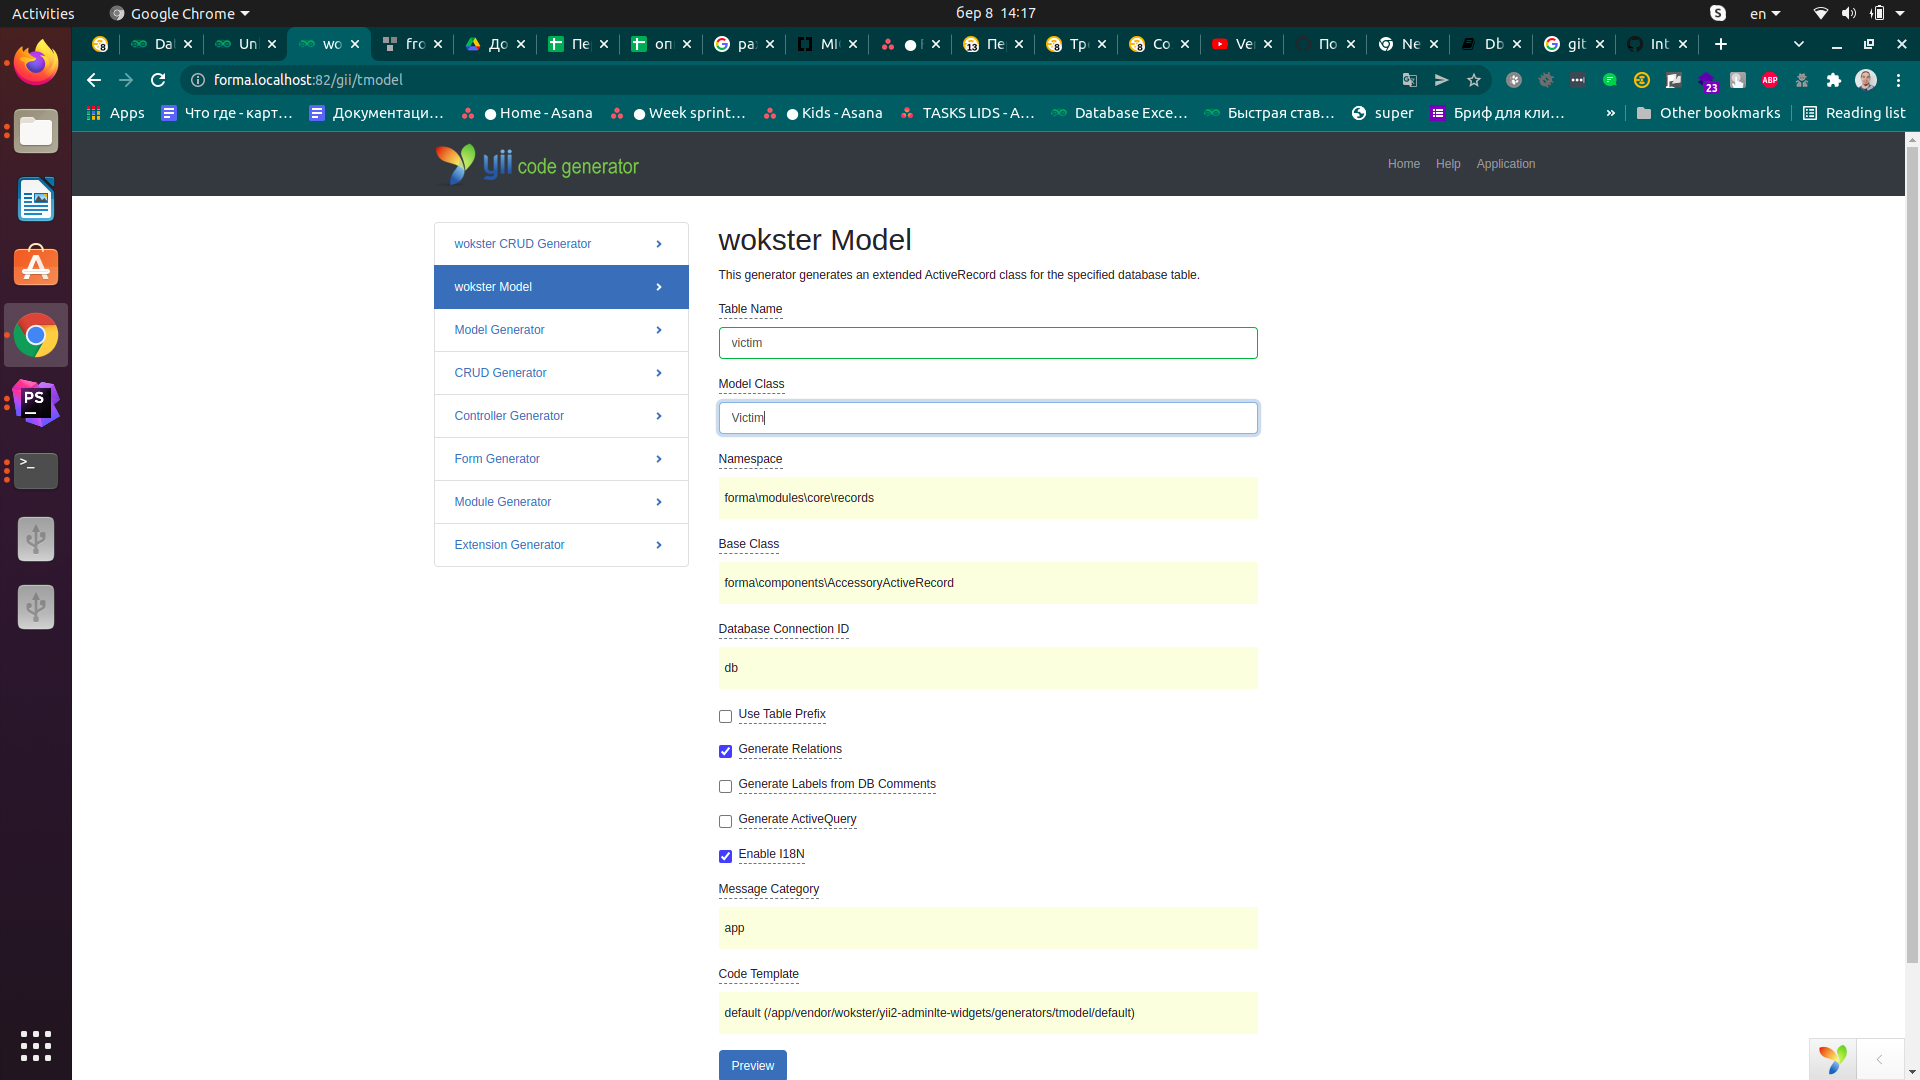 Activities
Google Chrome
бер 8 14:17
en
Da
Un
wo
fro
До
Пе
on
pa
MI
Пе
Тр
Co
Ve
По
Ne
Db
git
Int
forma.localhost:82/gii/tmodel
23
ABP
Apps
Что где - карт...
Документаци...
Home - Asana
Week sprint...
Kids - Asana
TASKS LIDS - A...
Database Exce...
Быстрая став...
super
Бриф для кли...
»
Other bookmarks
Reading list
yii code generator
Home
Help
Application
wokster CRUD Generator
wokster Model
Model Generator
CRUD Generator
Controller Generator
Form Generator
Module Generator
Extension Generator
wokster Model
This generator generates an extended ActiveRecord class for the specified database table.
Table Name
victim
Model Class
Victim
Namespace
forma\modules\core\records
Base Class
forma\components\AccessoryActiveRecord
Database Connection ID
db
Use Table Prefix
Generate Relations
Generate Labels from DB Comments
Generate ActiveQuery
Enable I18N
Message Category
app
Code Template
default (/app/vendor/wokster/yii2-adminlte-widgets/generators/tmodel/default)
Preview
PS